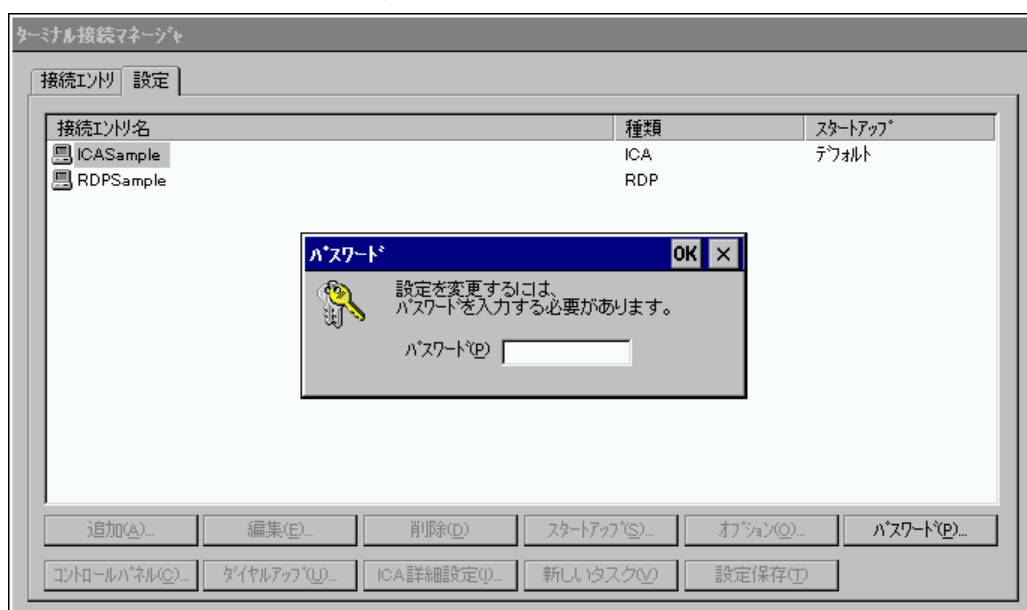 ﾀｰﾐﾅﾙ接続ﾏﾈｰｼﾞｬ
接続ｴﾝﾄﾘ 設定
接続ｴﾝﾄﾘ名 種類 ｽﾀｰﾄｱｯﾌﾟ
ICASample ICA ﾃﾞﾌｫﾙﾄ
RDPSample RDP
ﾊﾟｽﾜｰﾄﾞ OK ×
設定を変更するには、
ﾊﾟｽﾜｰﾄﾞを入力する必要があります。
ﾊﾟｽﾜｰﾄﾞ(P)
追加(A)... 編集(E)... 削除(D) ｽﾀｰﾄｱｯﾌﾟ(S)... ｵﾌﾟｼｮﾝ(O)... ﾊﾟｽﾜｰﾄﾞ(P)...
ｺﾝﾄﾛｰﾙﾊﾟﾈﾙ(C)... ﾀﾞｲﾔﾙｱｯﾌﾟ(U)... ICA詳細設定(I)... 新しいﾀｽｸ(V) 設定保存(T)